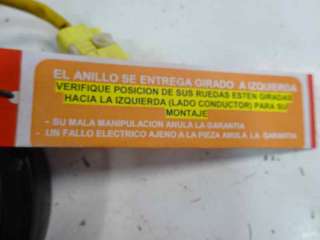 EL ANILLO SE ENTREGA GIRADO A IZQUIERDA
VERIFIQUE POSICION DE SUS RUEDAS ESTEN GIRADAS
HACIA LA IZQUIERDA (LADO CONDUCTOR) PARA SU
MONTAJE
- SU MALA MANIPULACION ANULA LA GARANTIA
- UN FALLO ELECTRICO AJENO A LA PIEZA ANULA LA GARANTIA